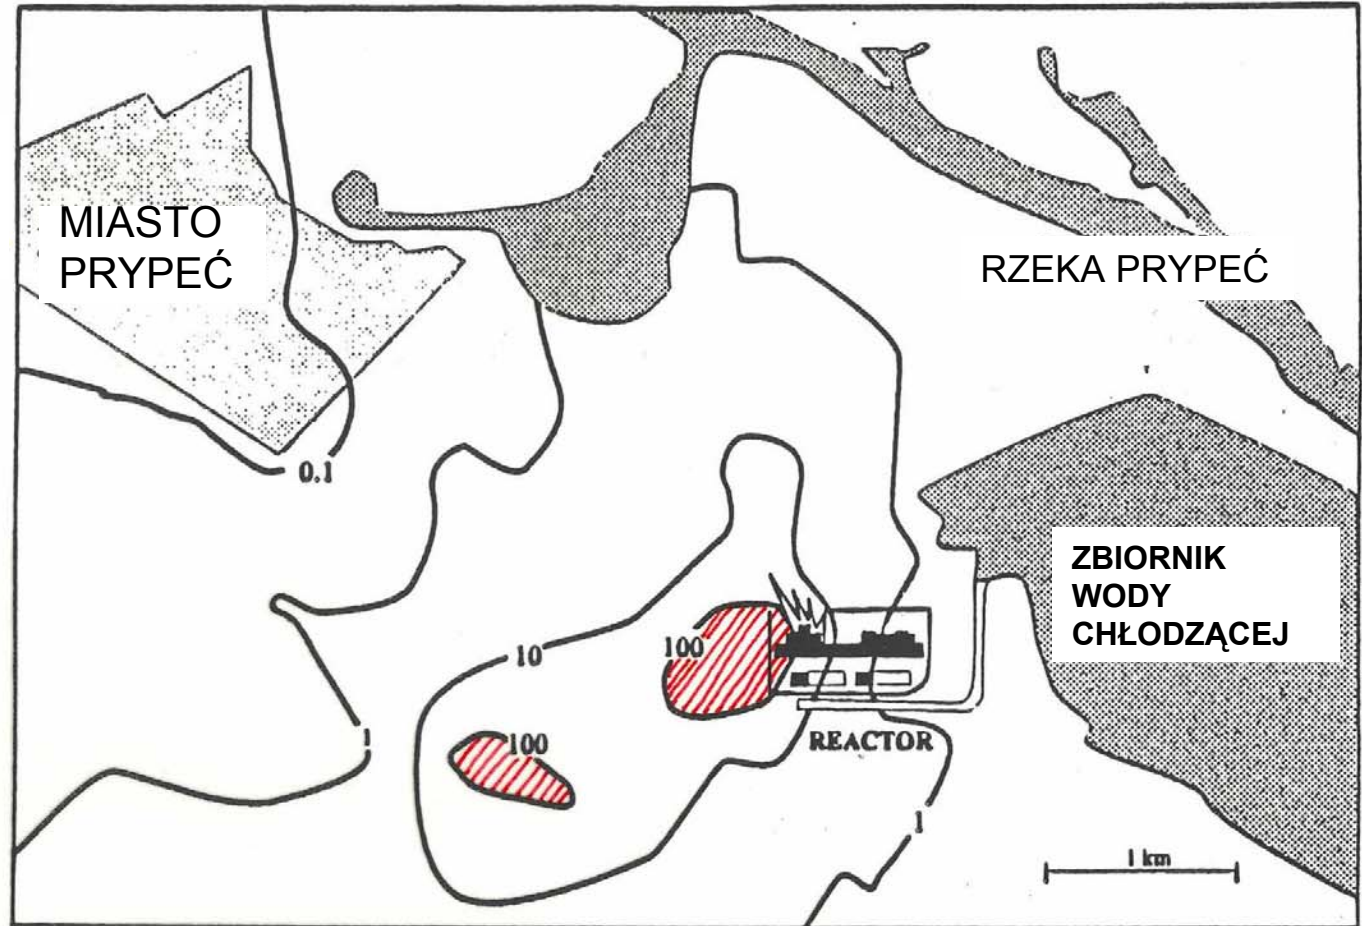 MIASTO
PRYPEĆ
RZEKA PRYPEĆ
0.1
ZBIORNIK
WODY
CHŁODZĄCEJ
10
100
1
100
REACTOR
1
1 km